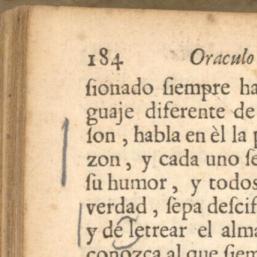 184 Oraculo
sionado siempre ha
guaje diferente de
son, habla en èl la p
zon, y cada uno se
su humor, y todos
verdad, sepa descif
y de letrear el alma
conozca al que siem